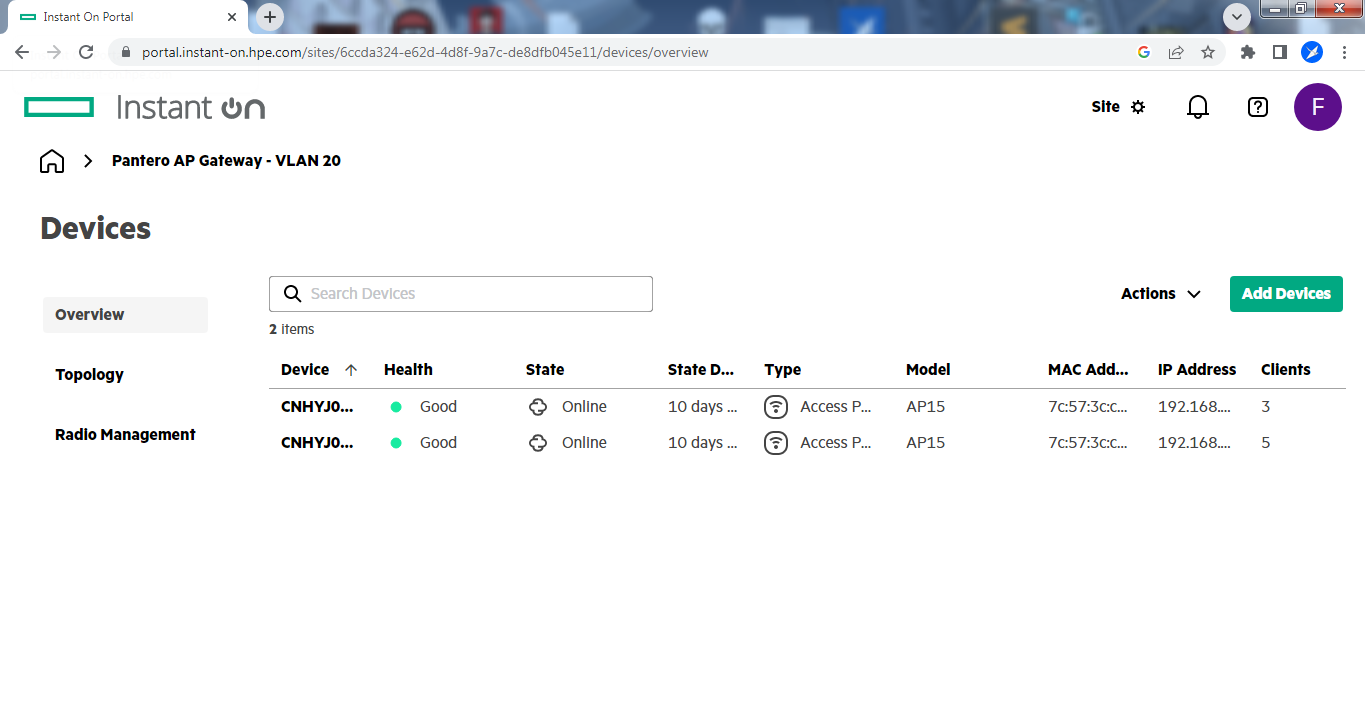 Instant On Portal
portal.instant-on.hpe.com/sites/6ccda324-e62d-4d8f-9a7c-de8dfb045e11/devices/overview
Instant On
Site
F
Pantero AP Gateway - VLAN 20
Devices
Overview
Topology
Radio Management
Search Devices
Actions
Add Devices
2 items
Device Health State State D... Type Model MAC Add... IP Address Clients
CNHYJ0... Good Online 10 days ... Access P... AP15 7c:57:3c:c... 192.168.... 3
CNHYJ0... Good Online 10 days ... Access P... AP15 7c:57:3c:c... 192.168.... 5